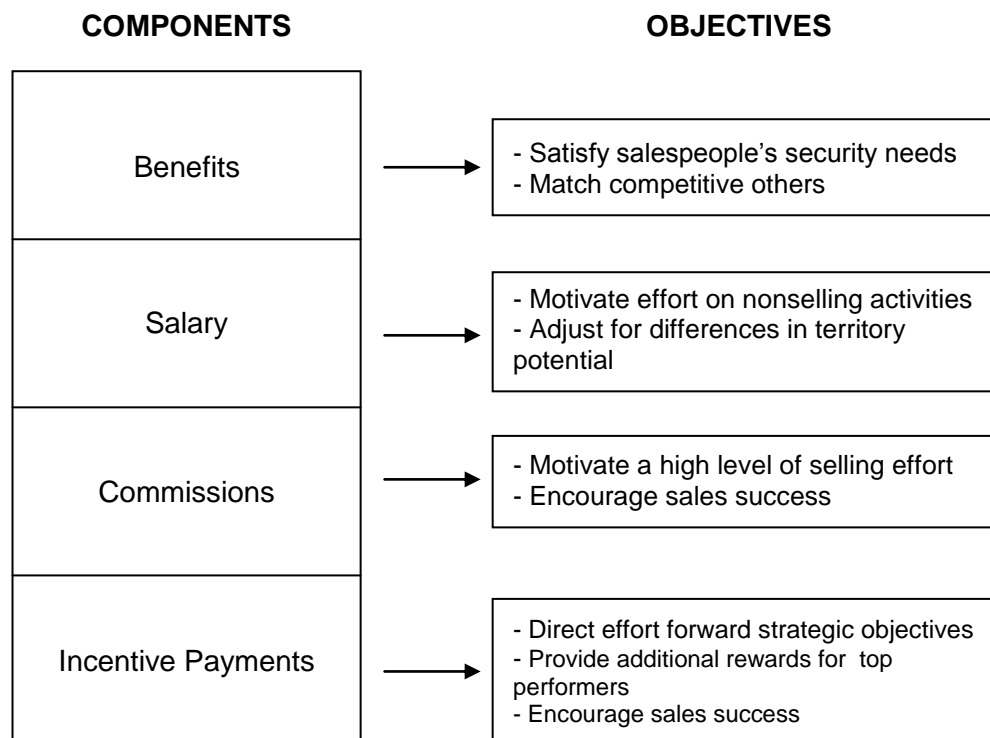 COMPONENTS
OBJECTIVES
Benefits
- Satisfy salespeople’s security needs
- Match competitive others
Salary
- Motivate effort on nonselling activities
- Adjust for differences in territory
potential
Commissions
- Motivate a high level of selling effort
- Encourage sales success
Incentive Payments
- Direct effort forward strategic objectives
- Provide additional rewards for  top
performers
- Encourage sales success